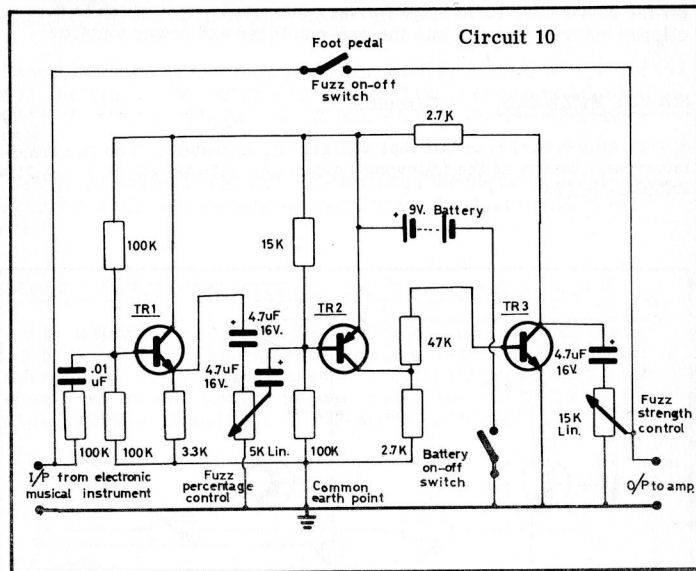 Circuit 10
Foot pedal
Fuzz on-off
switch
2.7K
9V. Battery
+
100K
15K
TR1
4.7uF
16V.
+
TR2
TR3
47K
4.7uF
16V.
+
4.7uF
16V.
+
.01
uF
15K
Lin.
Fuzz
strength
control
100K
100K
3.3K
5K Lin.
100K
2.7K
Battery
on-off
switch
I/P from electronic
musical instrument
Fuzz
percentage
control
Common
earth point
O/P to amp.